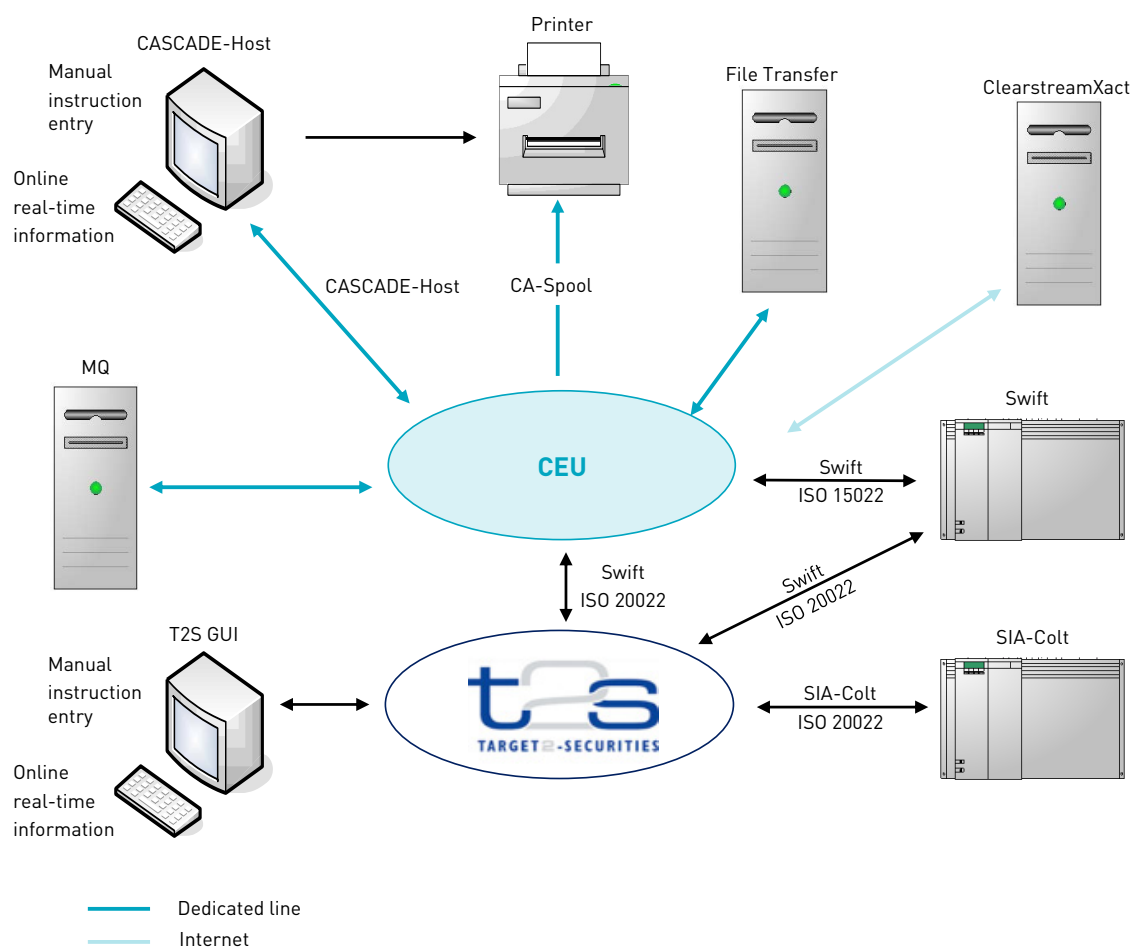 Printer
CASCADE-Host
Manual
instruction
entry
File Transfer
ClearstreamXact
Online
real-time
information
CASCADE-Host
CA-Spool
MQ
Swift
CEU
Swift
ISO 15022
Swift
ISO 20022
Swift
ISO 20022
T2S GUI
Manual
instruction
entry
SIA-Colt
t2s
TARGET2-SECURITIES
SIA-Colt
ISO 20022
Online
real-time
information
Dedicated line
Internet